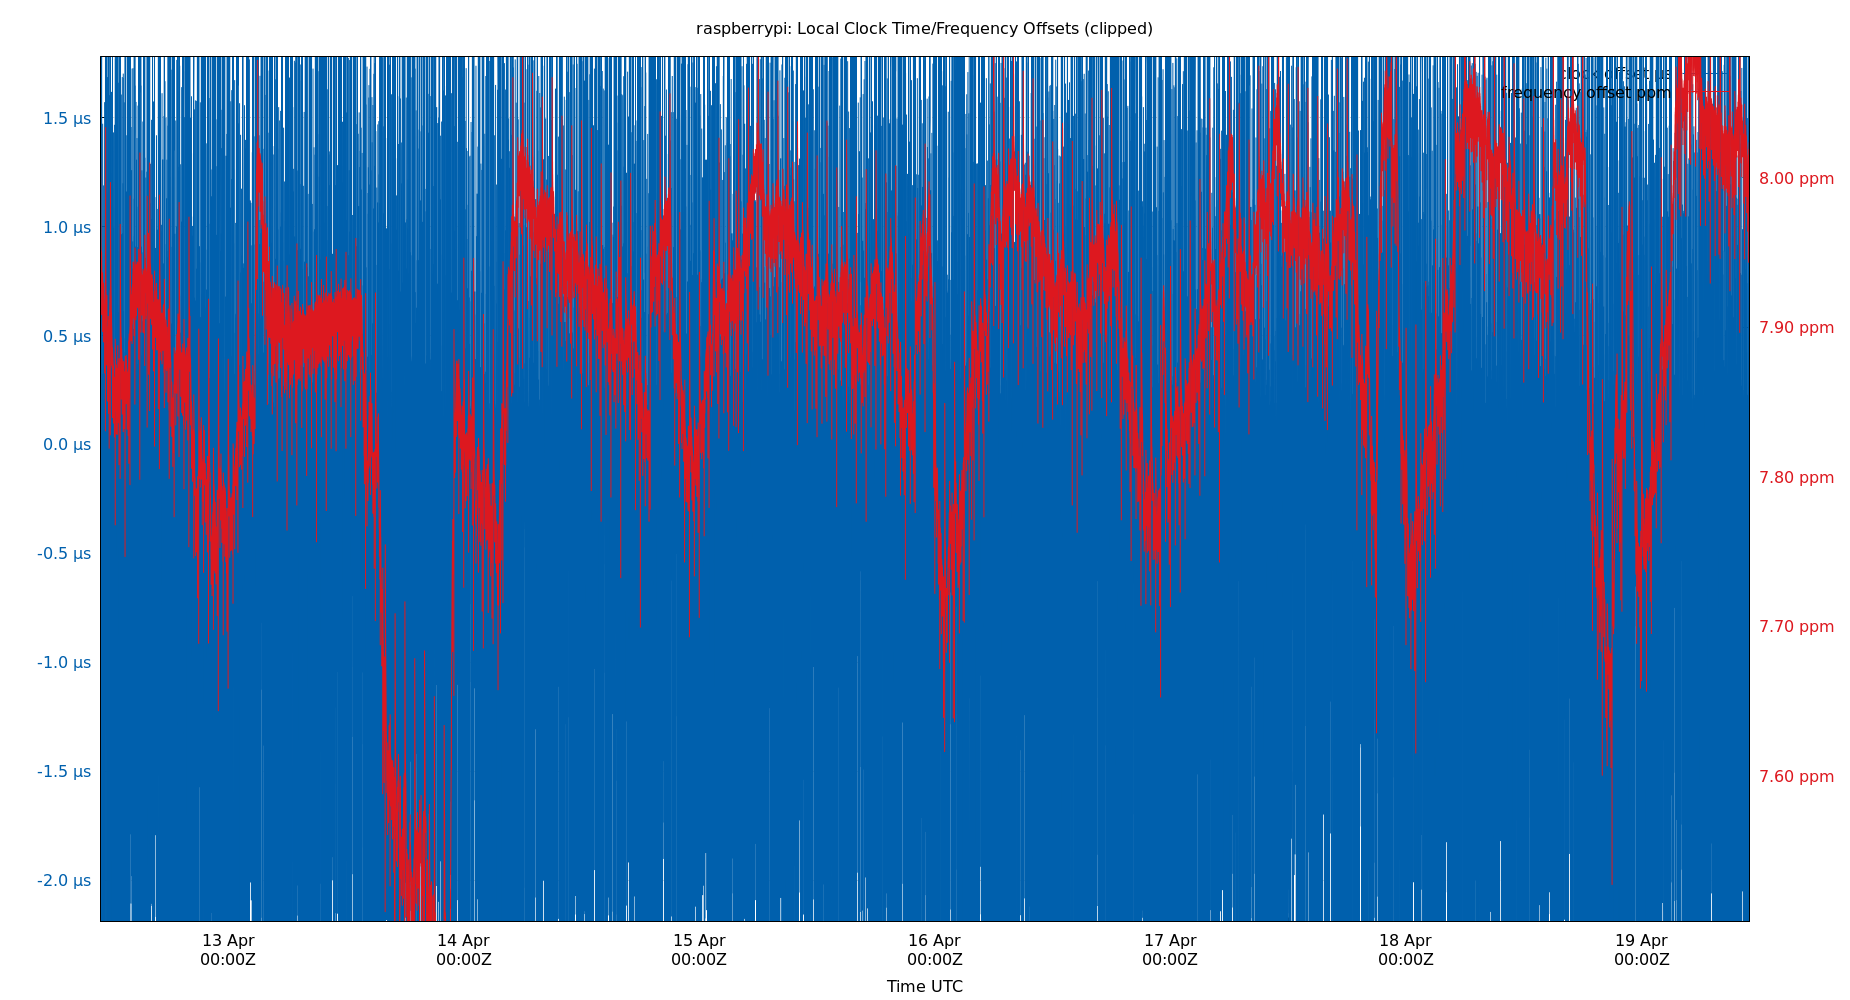 raspberrypi: Local Clock Time/Frequency Offsets (clipped)
clock offset µs
frequency offset ppm
1.5 µs
1.0 µs
0.5 µs
0.0 µs
-0.5 µs
-1.0 µs
-1.5 µs
-2.0 µs
8.00 ppm
7.90 ppm
7.80 ppm
7.70 ppm
7.60 ppm
13 Apr
00:00Z
14 Apr
00:00Z
15 Apr
00:00Z
16 Apr
00:00Z
17 Apr
00:00Z
18 Apr
00:00Z
19 Apr
00:00Z
Time UTC